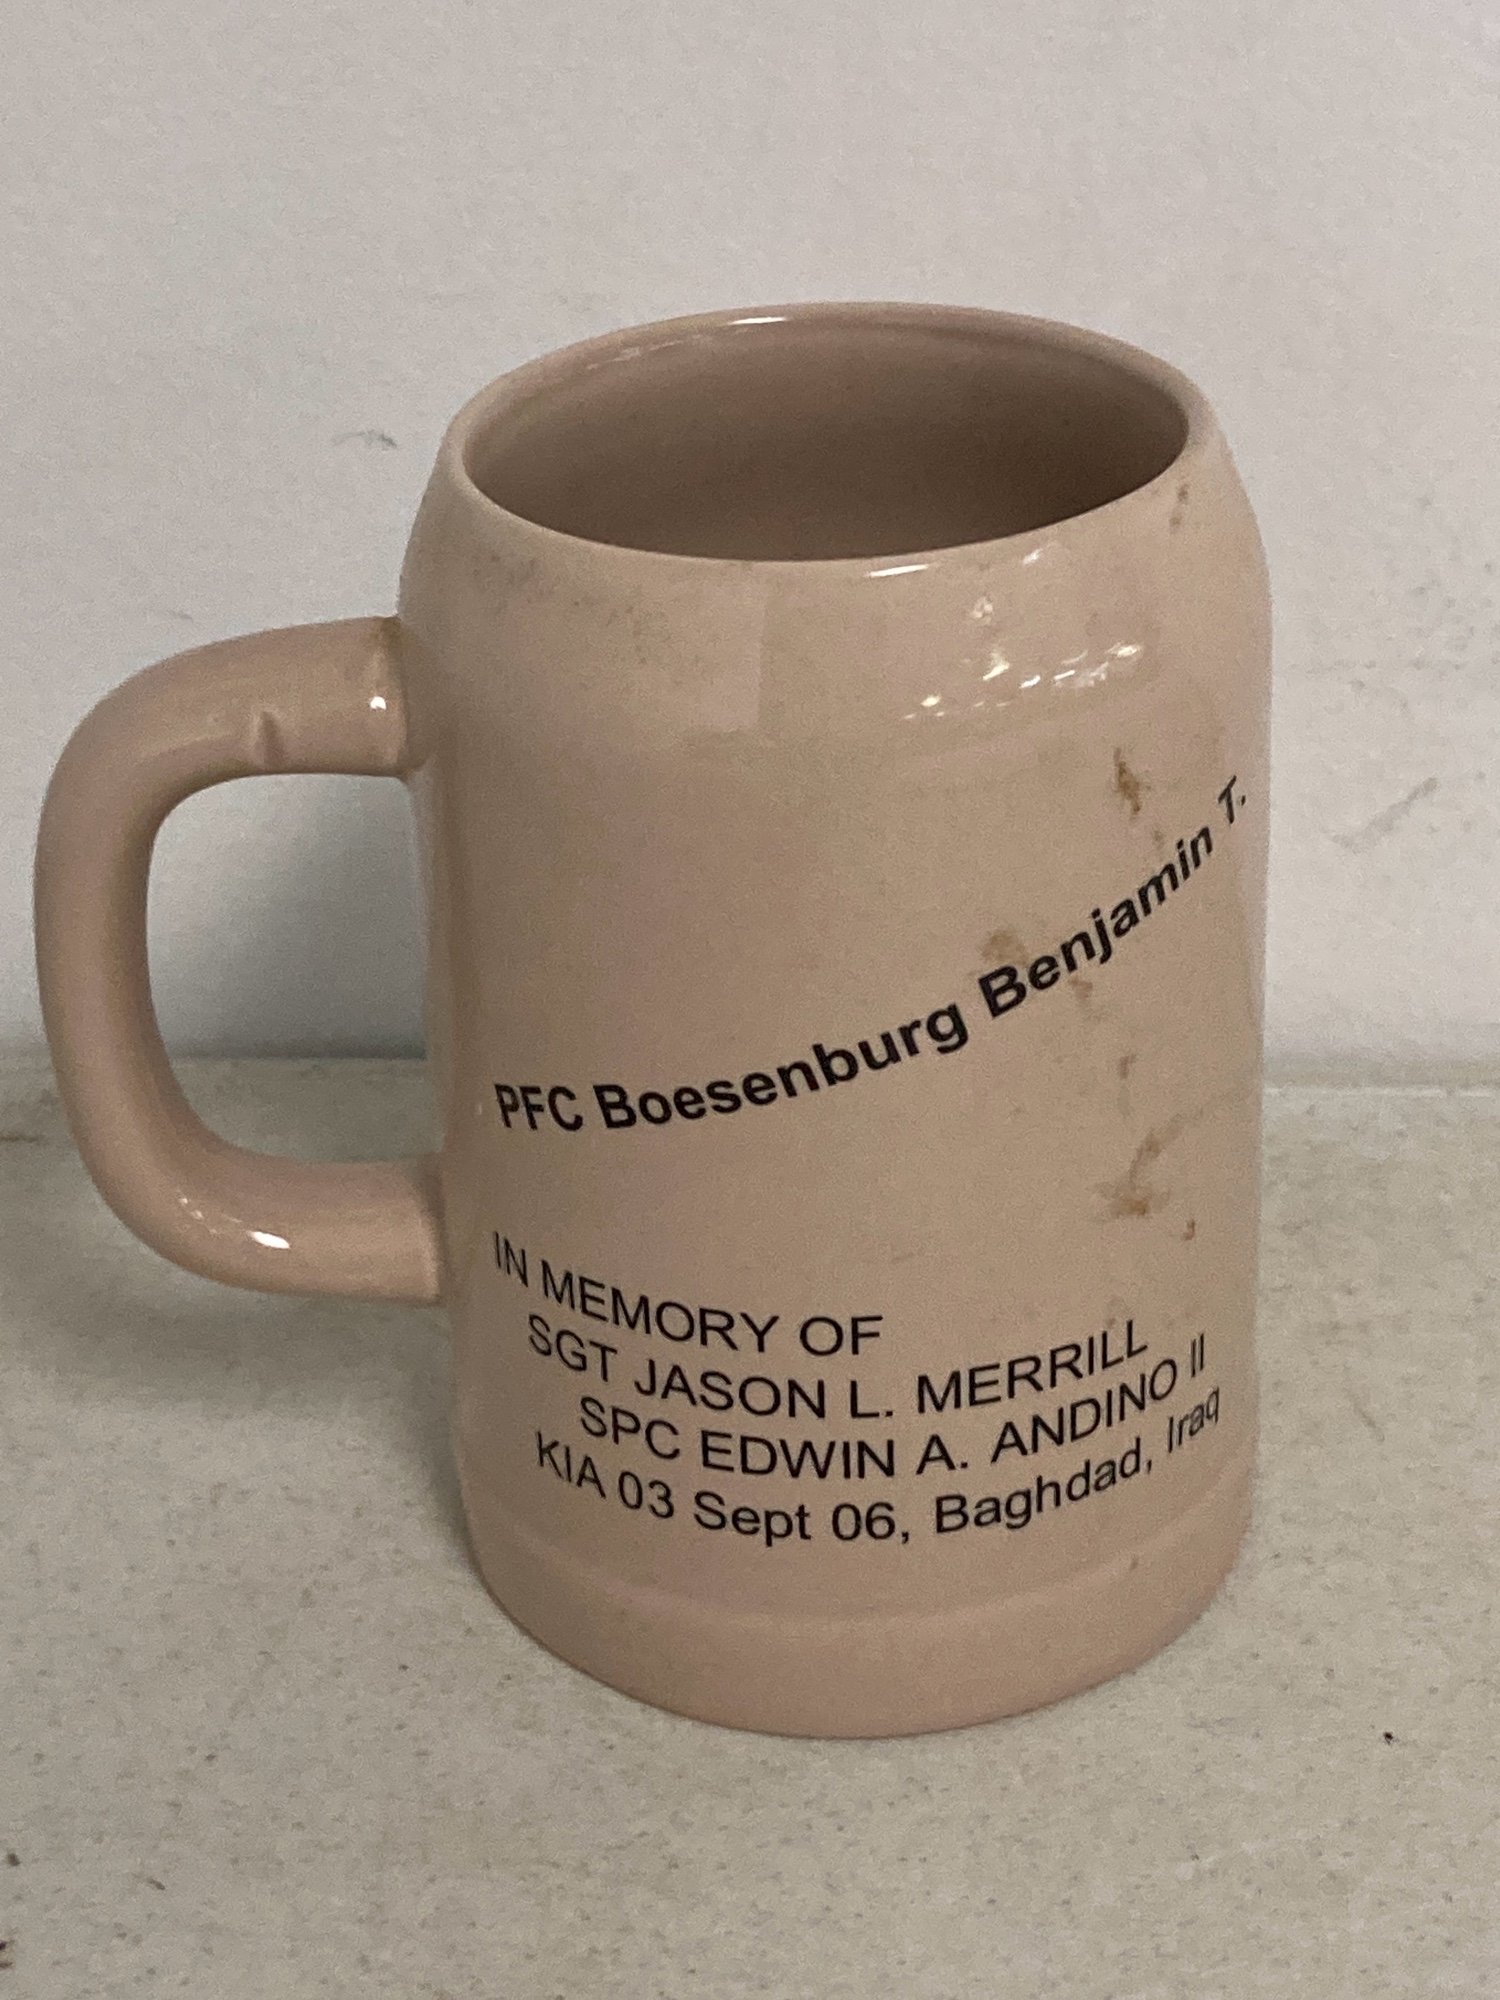 PFC Boesenburg Benjamin T.
IN MEMORY OF
SGT JASON L. MERRILL
SPC EDWIN A. ANDINO II
KIA 03 Sept 06, Baghdad, Iraq